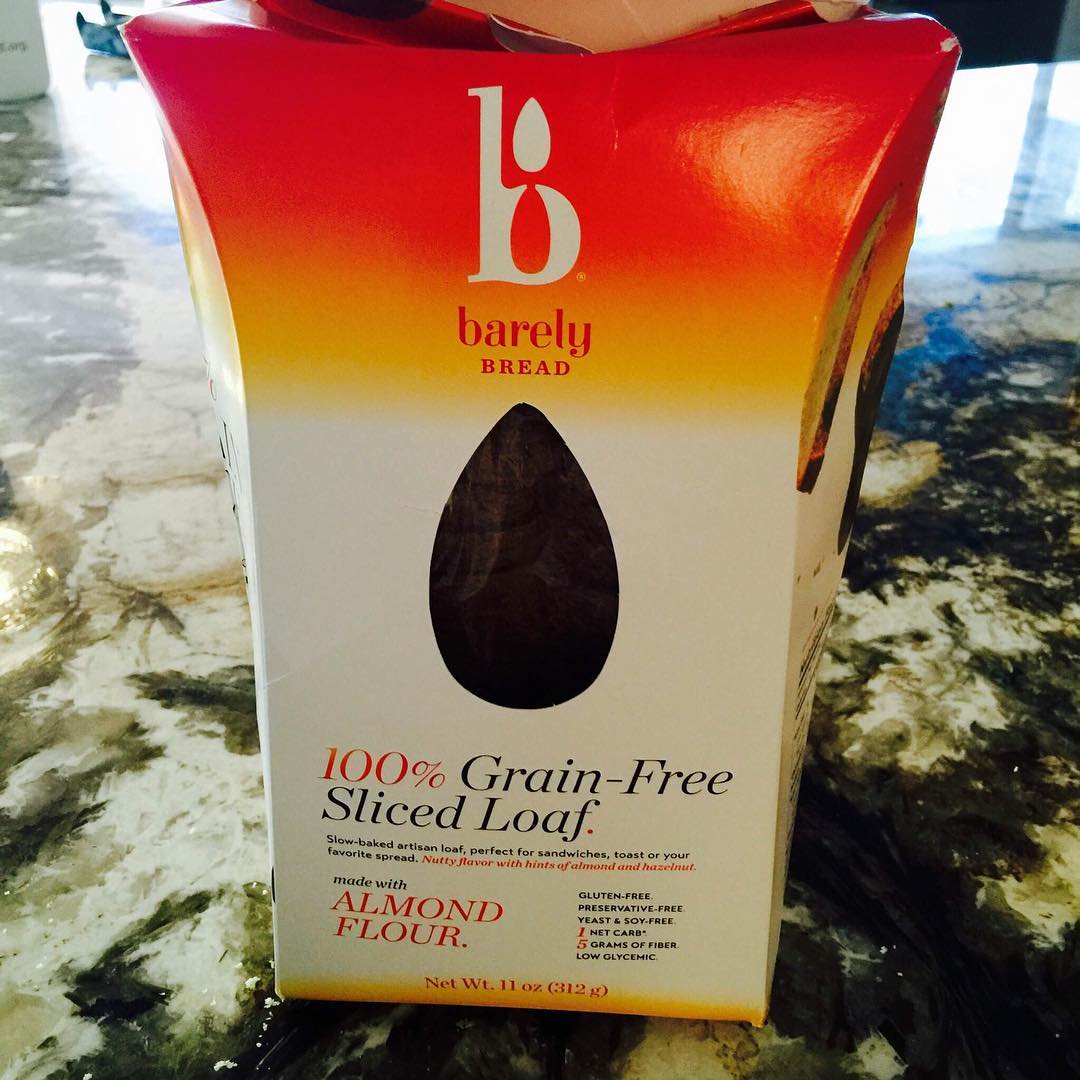 b®
barely
BREAD
100% Grain-Free
Sliced Loaf.
Slow-baked artisan loaf, perfect for sandwiches, toast or your
favorite spread. Nutty flavor with hints of almond and hazelnut.
made with
ALMOND
FLOUR.
GLUTEN-FREE.
PRESERVATIVE-FREE.
YEAST & SOY-FREE.
1 NET CARB*.
5 GRAMS OF FIBER.
LOW GLYCEMIC.
Net Wt. 11 oz (312 g)